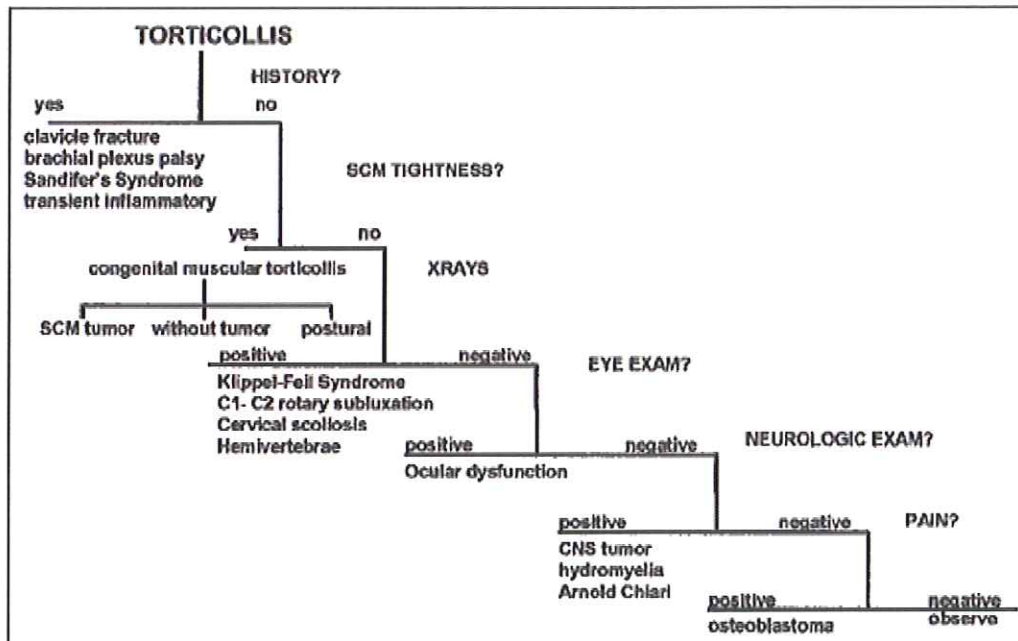 TORTICOLLIS
HISTORY?
yes no
clavicle fracture
brachial plexus palsy
Sandifer's Syndrome
transient inflammatory
SCM TIGHTNESS?
yes no
congenital muscular torticollis
XRAYS
SCM tumor without tumor postural
positive negative
EYE EXAM?
Klippel-Feil Syndrome
C1- C2 rotary subluxation
Cervical scoliosis
Hemivertebrae
positive negative
NEUROLOGIC EXAM?
Ocular dysfunction
positive negative
PAIN?
CNS tumor
hydromyelia
Arnold Chiari
positive negative
osteoblastoma observe